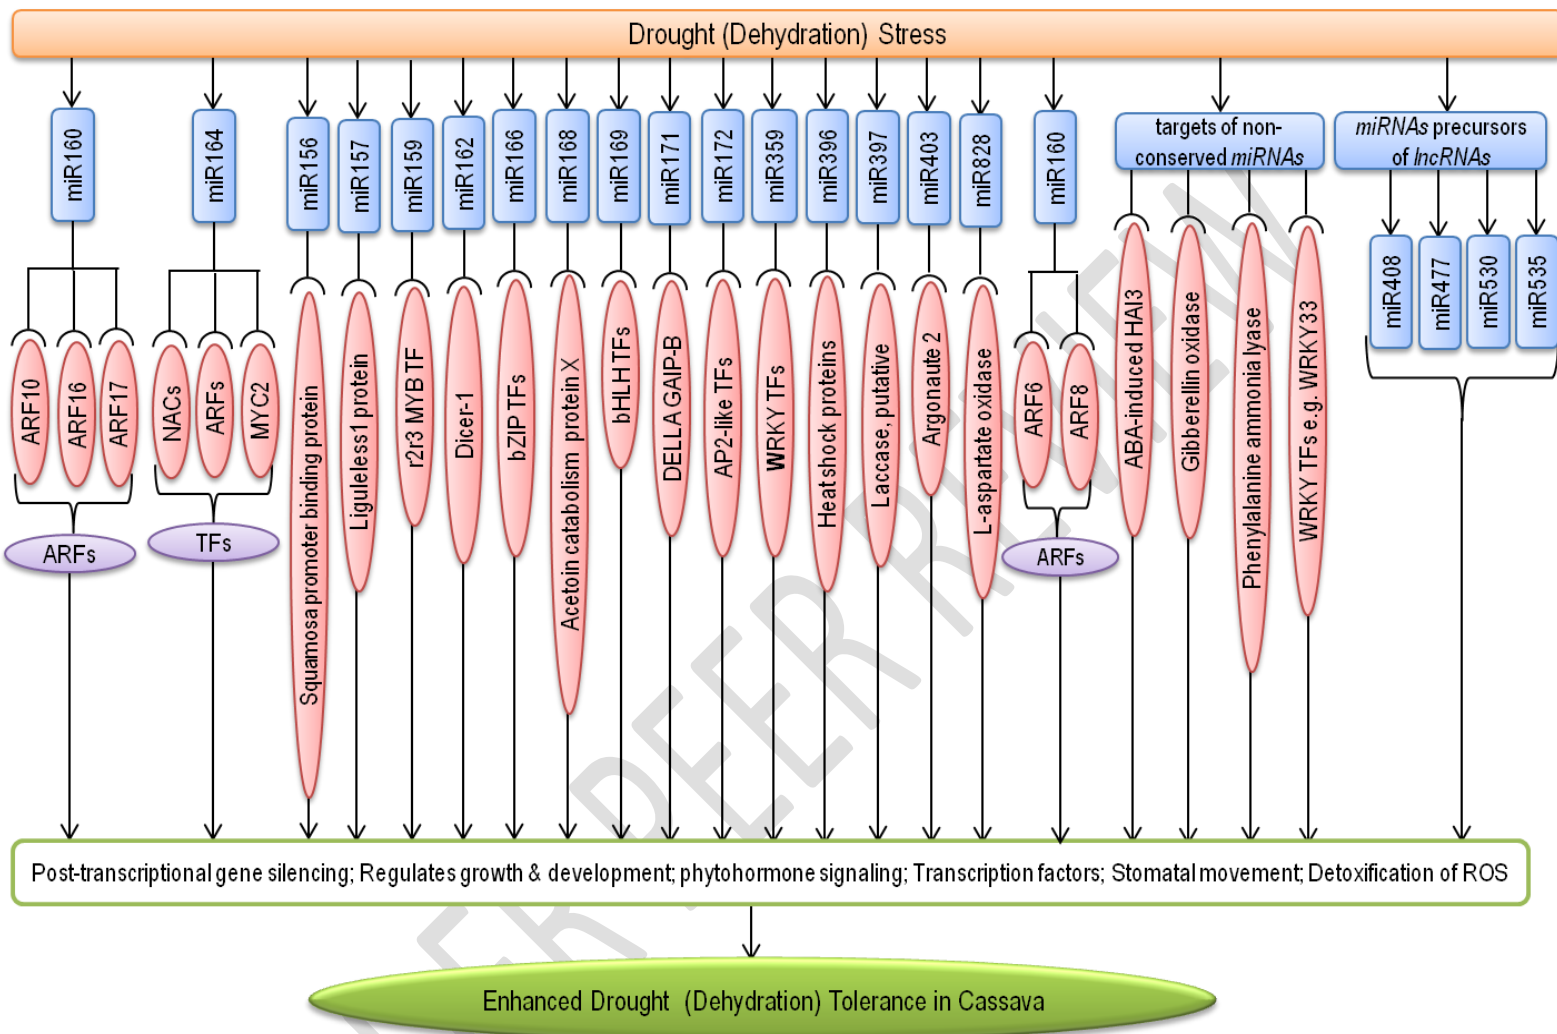 Drought (Dehydration) Stress
miR160
miR164
miR156
miR157
miR159
miR162
miR166
miR168
miR169
miR171
miR172
miR359
miR396
miR397
miR403
miR828
miR160
targets of non-
conserved miRNAs
miRNAs precursors
of lncRNAs
miR408
miR477
miR530
miR535
ARF10
ARF16
ARF17
NACs
ARFs
MYC2
Squamosa promoter binding protein
Liguleless1 protein
r2r3 MYB TF
Dicer-1
bZIP TFs
Acetoin catabolism protein X
bHLH TFs
DELLA GAIP-B
AP2-like TFs
WRKY TFs
Heat shock proteins
Laccase, putative
Argonaute 2
L-aspartate oxidase
ARF6
ARF8
ABA-induced HAI3
Gibberellin oxidase
Phenylalanine ammonia lyase
WRKY TFs e.g. WRKY33
ARFs
TFs
ARFs
Post-transcriptional gene silencing; Regulates growth & development; phytohormone signaling; Transcription factors; Stomatal movement; Detoxification of ROS
Enhanced Drought (Dehydration) Tolerance in Cassava
ER PEER REVIEW